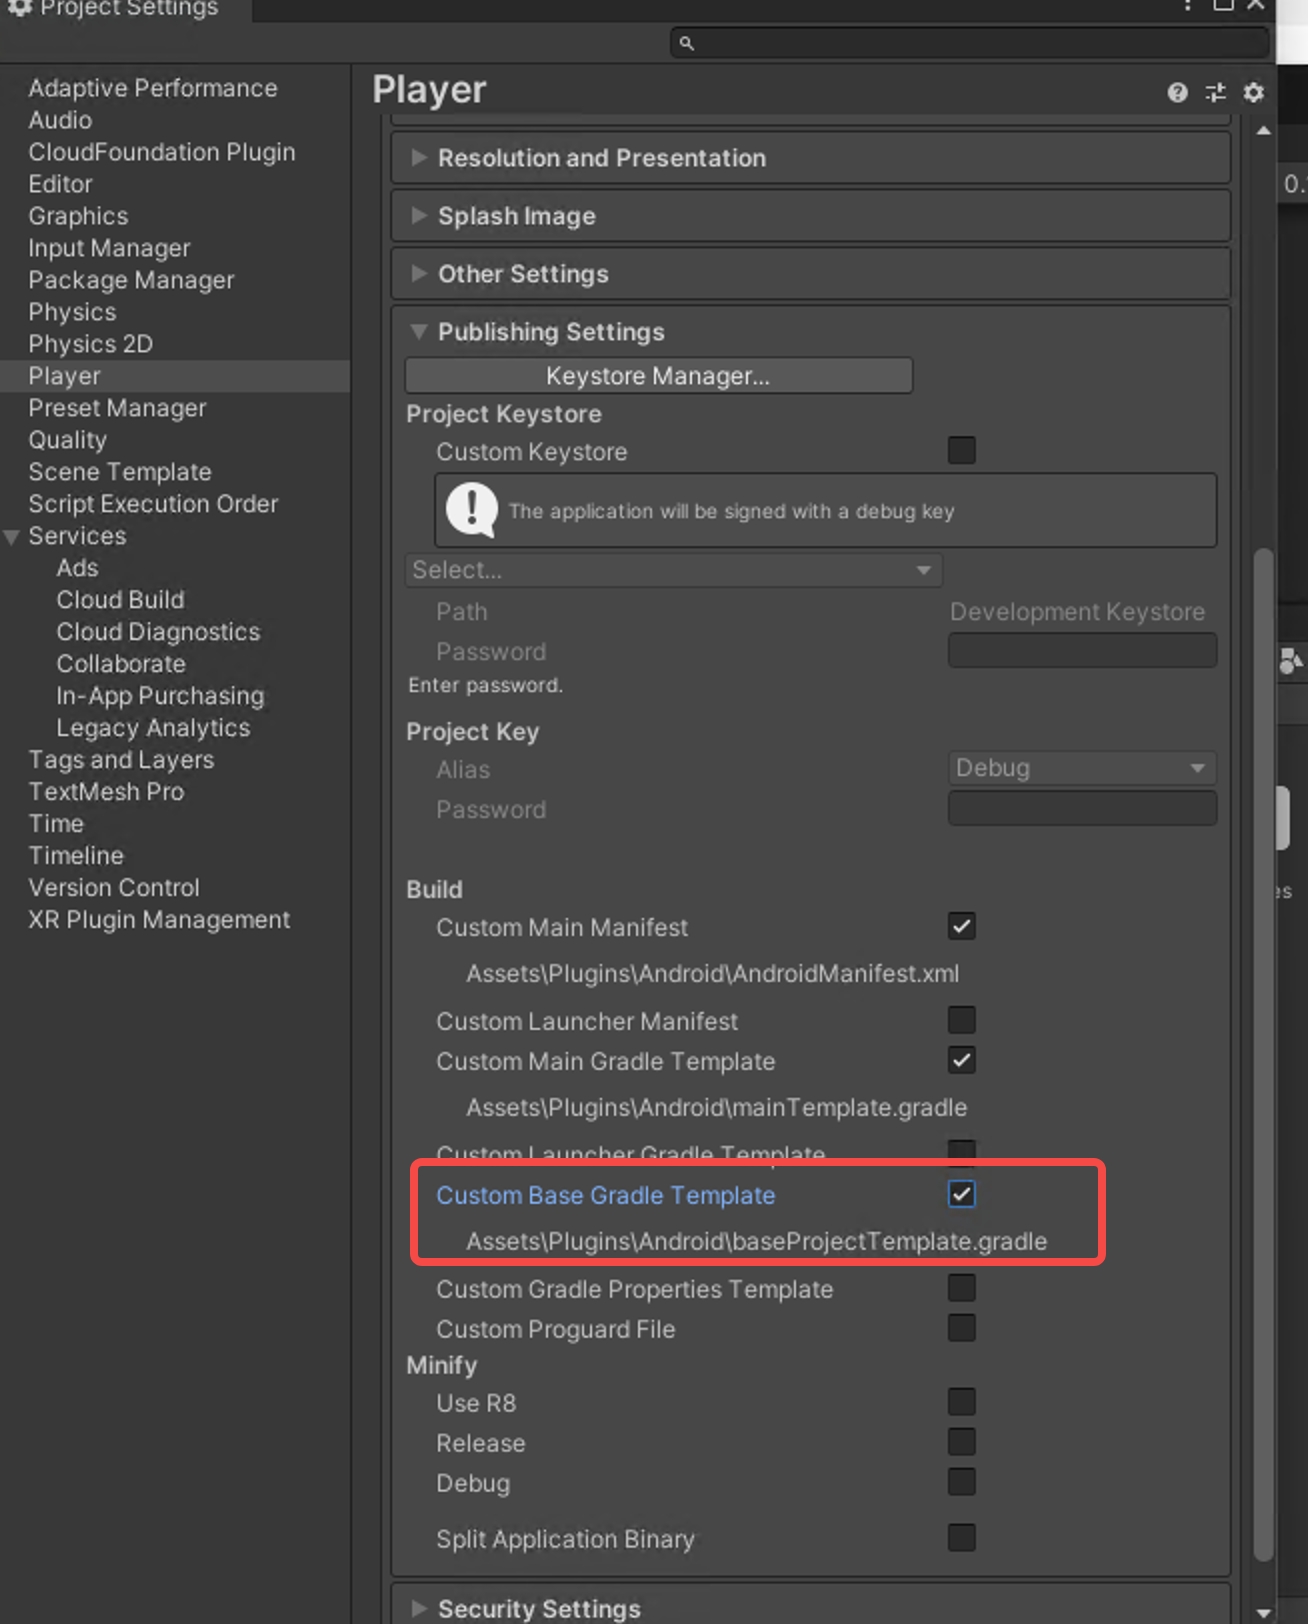 Project Settings
Adaptive Performance
Audio
CloudFoundation Plugin
Editor
Graphics
Input Manager
Package Manager
Physics
Physics 2D
Player
Preset Manager
Quality
Scene Template
Script Execution Order
Services
Ads
Cloud Build
Cloud Diagnostics
Collaborate
In-App Purchasing
Legacy Analytics
Tags and Layers
TextMesh Pro
Time
Timeline
Version Control
XR Plugin Management
Player
Resolution and Presentation
Splash Image
Other Settings
Publishing Settings
Keystore Manager...
Project Keystore
Custom Keystore
The application will be signed with a debug key
Select...
Path Development Keystore
Password
Enter password.
Project Key
Alias Debug
Password
Build
Custom Main Manifest
Assets\Plugins\Android\AndroidManifest.xml
Custom Launcher Manifest
Custom Main Gradle Template
Assets\Plugins\Android\mainTemplate.gradle
Custom Launcher Gradle Template
Custom Base Gradle Template
Assets\Plugins\Android\baseProjectTemplate.gradle
Custom Gradle Properties Template
Custom Proguard File
Minify
Use R8
Release
Debug
Split Application Binary
Security Settings